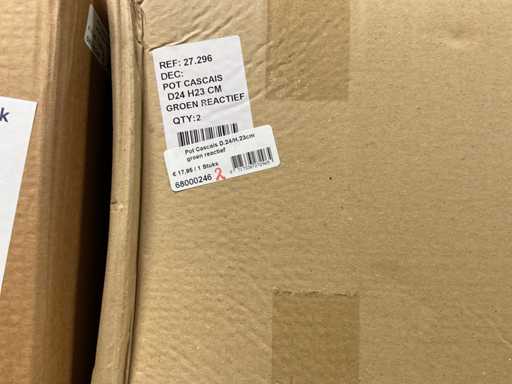 REF: 27.296
DEC:
POT CASCAIS
D24 H23 CM
GROEN REACTIEF
QTY:2
Pot Cascais D.24/H.23cm
groen reactief
€ 17,95 / 1 Stuks
68000246 2
k